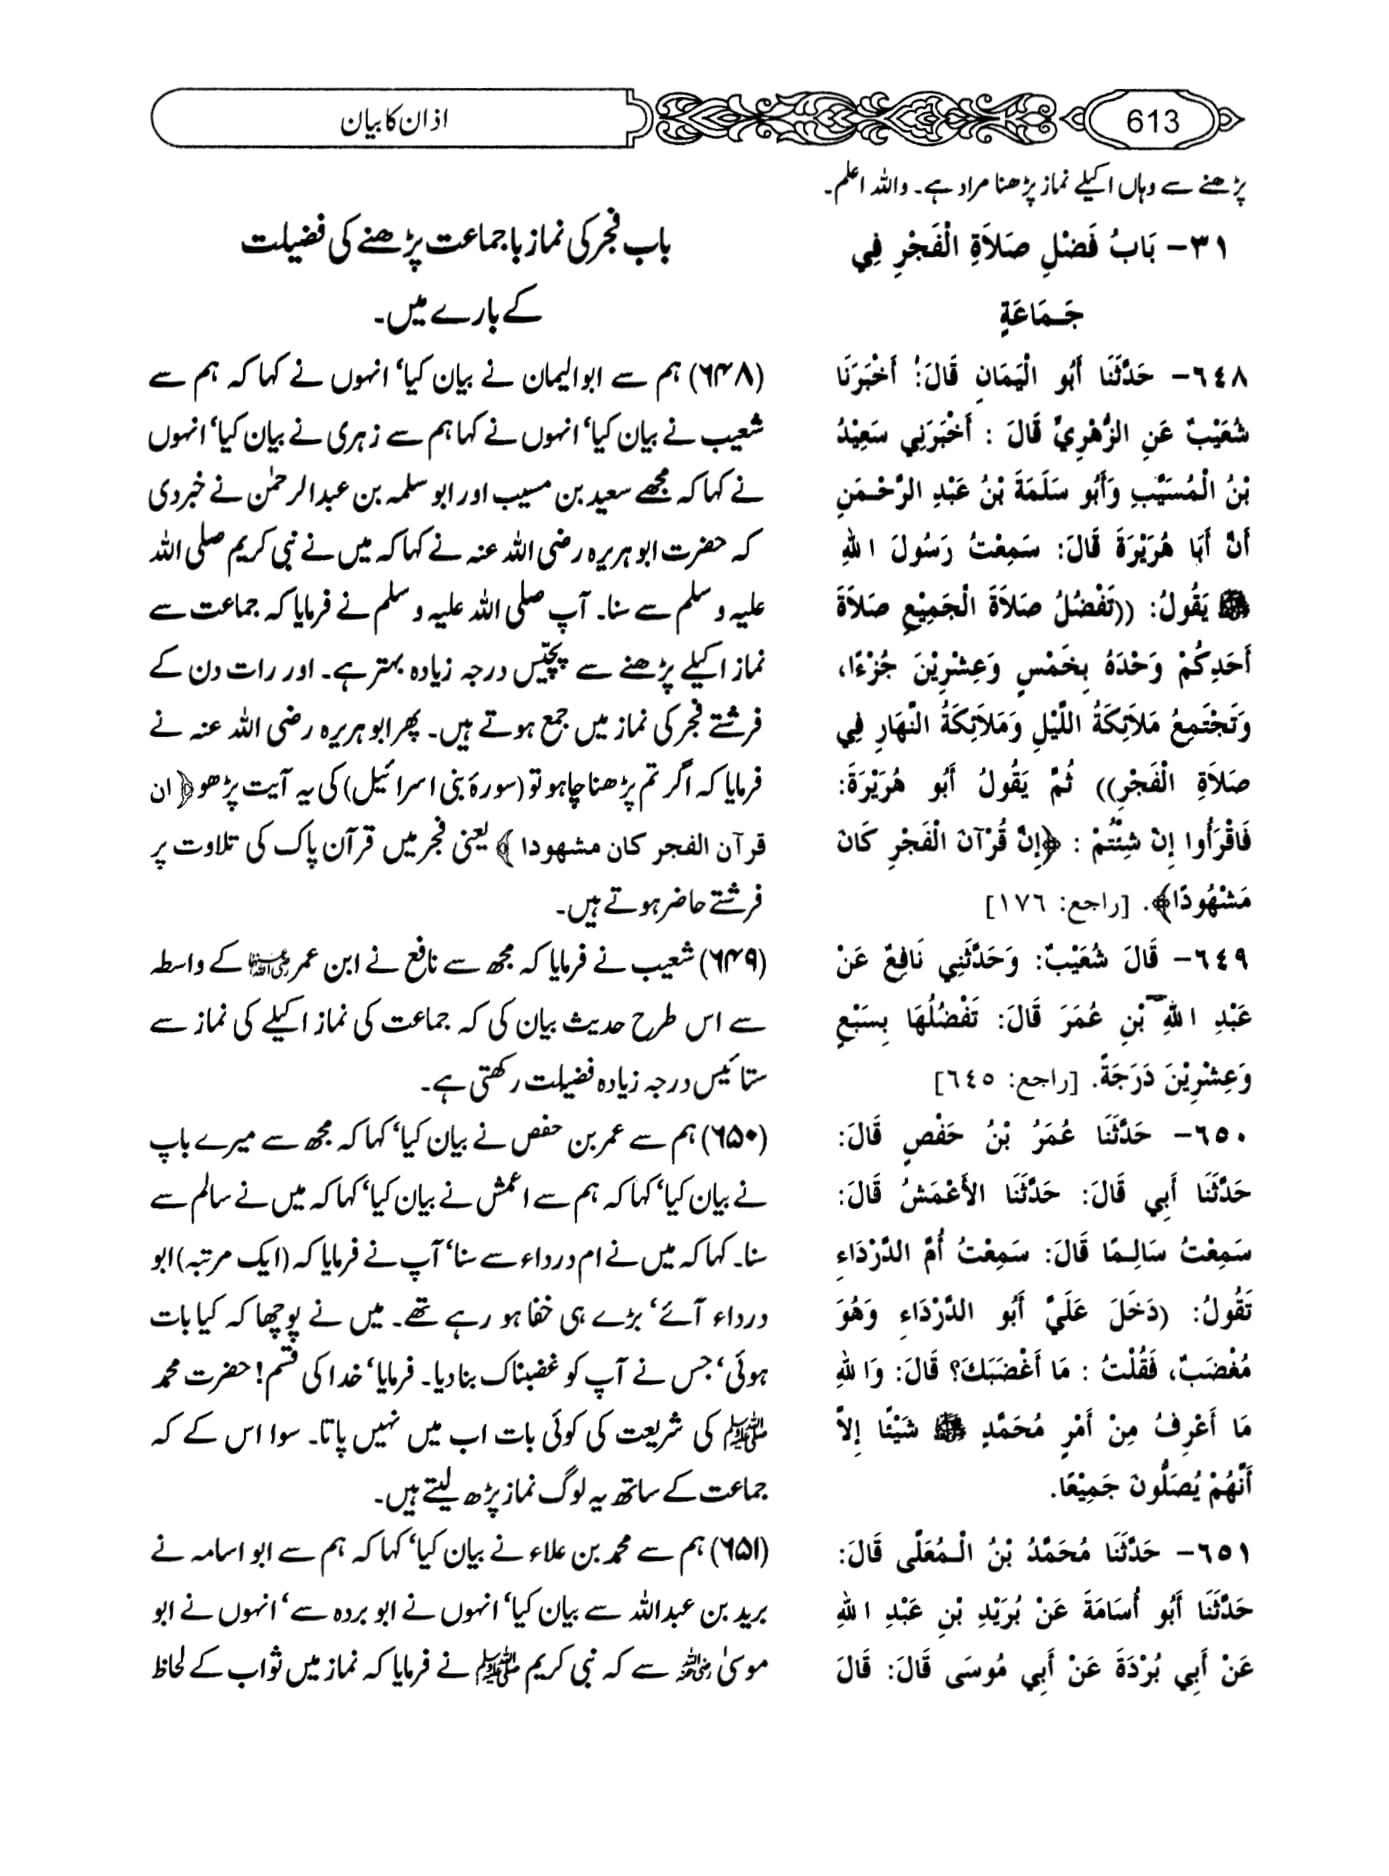 613
اذان کا بیان
پڑھنے سے وہاں اکیلے نماز پڑھنا مراد ہے۔ واللہ اعلم۔
٣١- بَابُ فَضْلِ صَلاَةِ الْفَجْرِ فِي
جَمَاعَةٍ
٦٤٨- حَدَّثَنَا أَبُو الْيَمَانِ قَالَ: أَخْبَرَنَا
شُعَيْبٌ عَنِ الزُّهْرِيِّ قَالَ : أَخْبَرَنِي سَعِيْدُ
بْنُ الْمُسَيَّبِ وَأَبُو سَلَمَةَ بْنُ عَبْدِ الرَّحْمَنِ
أَنَّ أَبَا هُرَيْرَةَ قَالَ: سَمِعْتُ رَسُولَ اللهِ
ﷺ يَقُولُ: ((تَفْضُلُ صَلاَةَ الْجَمِيْعِ صَلاَةَ
أَحَدِكُمْ وَحْدَهُ بِخَمْسٍ وَعِشْرِيْنَ جُزْءًا،
وَتَجْتَمِعُ مَلاَئِكَةُ اللَّيْلِ وَمَلاَئِكَةُ النَّهَارِ فِي
صَلاَةِ الْفَجْرِ)) ثُمَّ يَقُولُ أَبُو هُرَيْرَةَ:
فَاقْرَأُوا إِنْ شِئْتُمْ : ﴿إِنَّ قُرْآنَ الْفَجْرِ كَانَ
مَشْهُودًا﴾. [راجع: ١٧٦]
٦٤٩- قَالَ شُعَيْبٌ: وَحَدَّثَنِي نَافِعٌ عَنْ
عَبْدِ اللهِ بْنِ عُمَرَ قَالَ: تَفْضُلُهَا بِسَبْعٍ
وَعِشْرِيْنَ دَرَجَةً. [راجع: ٦٤٥]
٦٥٠- حَدَّثَنَا عُمَرُ بْنُ حَفْصٍ قَالَ:
حَدَّثَنَا أَبِي قَالَ: حَدَّثَنَا الأَعْمَشُ قَالَ:
سَمِعْتُ سَالِمًا قَالَ: سَمِعْتُ أُمَّ الدَّرْدَاءِ
تَقُولُ: (دَخَلَ عَلَيَّ أَبُو الدَّرْدَاءِ وَهُوَ
مُغْضَبٌ، فَقُلْتُ : مَا أَغْضَبَكَ؟ قَالَ: وَاللهِ
مَا أَعْرِفُ مِنْ أَمْرِ مُحَمَّدٍ ﷺ شَيْئًا إِلاَّ
أَنَّهُمْ يُصَلُّونَ جَمِيْعًا.
٦٥١- حَدَّثَنَا مُحَمَّدُ بْنُ الْمُعَلَّى قَالَ:
حَدَّثَنَا أَبُو أُسَامَةَ عَنْ بُرَيْدِ بْنِ عَبْدِ اللهِ
عَنْ أَبِي بُرْدَةَ عَنْ أَبِي مُوسَى قَالَ: قَالَ
باب فجر کی نماز باجماعت پڑھنے کی فضیلت
کے بارے میں۔
(۶۴۸) ہم سے ابوالیمان نے بیان کیا‘ انہوں نے کہا کہ ہم سے
شعیب نے بیان کیا‘ انہوں نے کہا ہم سے زہری نے بیان کیا‘ انہوں
نے کہا کہ مجھے سعید بن مسیب اور ابو سلمہ بن عبدالرحمٰن نے خبر دی
کہ حضرت ابو ہریرہ رضی اللہ عنہ نے کہا کہ میں نے نبی کریم صلی اللہ
علیہ وسلم سے سنا۔ آپ صلی اللہ علیہ وسلم نے فرمایا کہ جماعت سے
نماز اکیلے پڑھنے سے پچیس درجہ زیادہ بہتر ہے۔ اور رات دن کے
فرشتے فجر کی نماز میں جمع ہوتے ہیں۔ پھر ابو ہریرہ رضی اللہ عنہ نے
فرمایا کہ اگر تم پڑھنا چاہو تو (سورۂ بنی اسرائیل) کی یہ آیت پڑھو ﴿ ان
قرآن الفجر كان مشهودا ﴾ یعنی فجر میں قرآن پاک کی تلاوت پر
فرشتے حاضر ہوتے ہیں۔
(۶۴۹) شعیب نے فرمایا کہ مجھ سے نافع نے ابن عمر رضی اللہ عنہما کے واسطہ
سے اس طرح حدیث بیان کی کہ جماعت کی نماز اکیلے کی نماز سے
ستائیس درجہ زیادہ فضیلت رکھتی ہے۔
(۶۵۰) ہم سے عمر بن حفص نے بیان کیا‘ کہا کہ مجھ سے میرے باپ
نے بیان کیا‘ کہا کہ ہم سے اعمش نے بیان کیا‘ کہا کہ میں نے سالم سے
سنا۔ کہا کہ میں نے ام درداء سے سنا‘ آپ نے فرمایا کہ (ایک مرتبہ) ابو
درداء آئے‘ بڑے ہی خفا ہو رہے تھے۔ میں نے پوچھا کہ کیا بات
ہوئی‘ جس نے آپ کو غضبناک بنا دیا۔ فرمایا‘ خدا کی قسم! حضرت محمد
ﷺ کی شریعت کی کوئی بات اب میں نہیں پاتا۔ سوا اس کے کہ
جماعت کے ساتھ یہ لوگ نماز پڑھ لیتے ہیں۔
(۶۵۱) ہم سے محمد بن علاء نے بیان کیا‘ کہا کہ ہم سے ابو اسامہ نے
برید بن عبداللہ سے بیان کیا‘ انہوں نے ابو بردہ سے‘ انہوں نے ابو
موسیٰ رضی اللہ عنہ سے کہ نبی کریم ﷺ نے فرمایا کہ نماز میں ثواب کے لحاظ